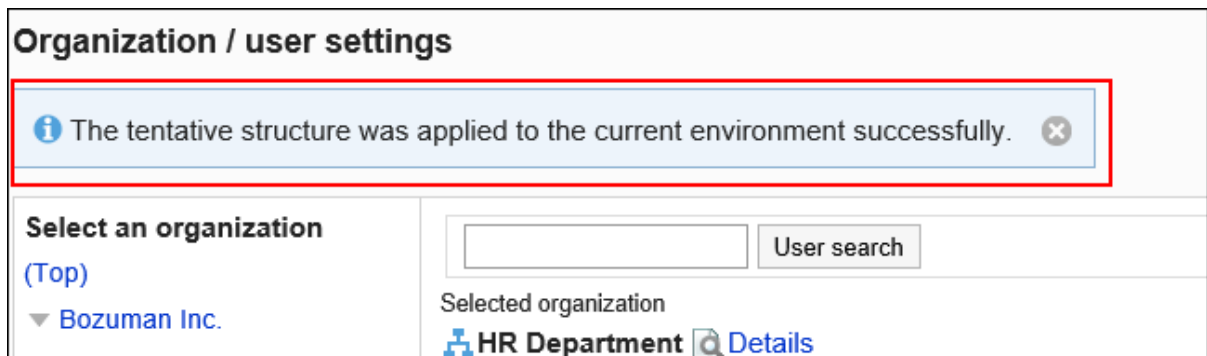 Organization / user settings
The tentative structure was applied to the current environment successfully.
Select an organization
(Top)
Bozuman Inc.
User search
Selected organization
HR Department Details